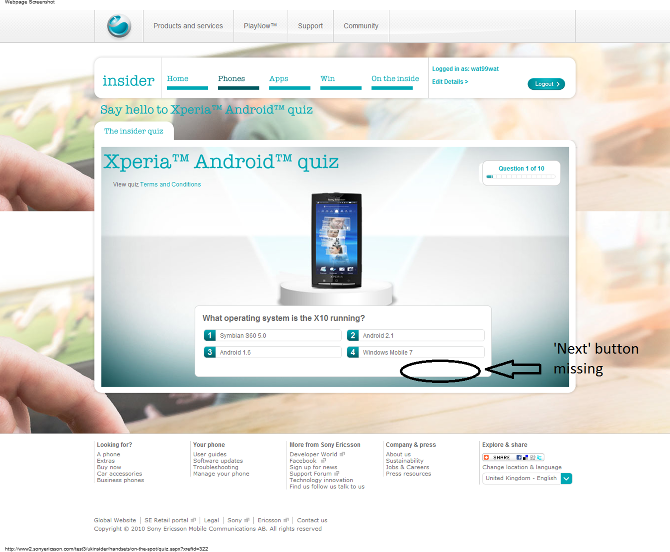 Webpage Screenshot
Products and services PlayNow™ Support Community
insider Home Phones Apps Win On the inside
Logged in as: wat99wat
Edit Details >
Logout >
Say hello to Xperia™ Android™ quiz
The insider quiz
Xperia™ Android™ quiz
Question 1 of 10
View quiz Terms and Conditions
What operating system is the X10 running?
1 Symbian S60 5.0
2 Android 2.1
3 Android 1.6
4 Windows Mobile 7
'Next' button
missing
Looking for?
A phone
Extras
Buy now
Car accessories
Business phones
Your phone
User guides
Software updates
Troubleshooting
Manage your phone
More from Sony Ericsson
Developer World
Facebook
Sign up for news
Support Forum
Technology innovation
Find us follow us talk to us
Company & press
About us
Sustainability
Jobs & Careers
Press resources
Explore & share
SHARE
Change location & language
United Kingdom - English
Global Website | SE Retail portal | Legal | Sony | Ericsson | Contact us
Copyright © 2010 Sony Ericsson Mobile Communications AB. All rights reserved
http://www2.sonyericsson.com/test3/uk/insider/handsets/on-the-spot/quiz.aspx?xefid=322